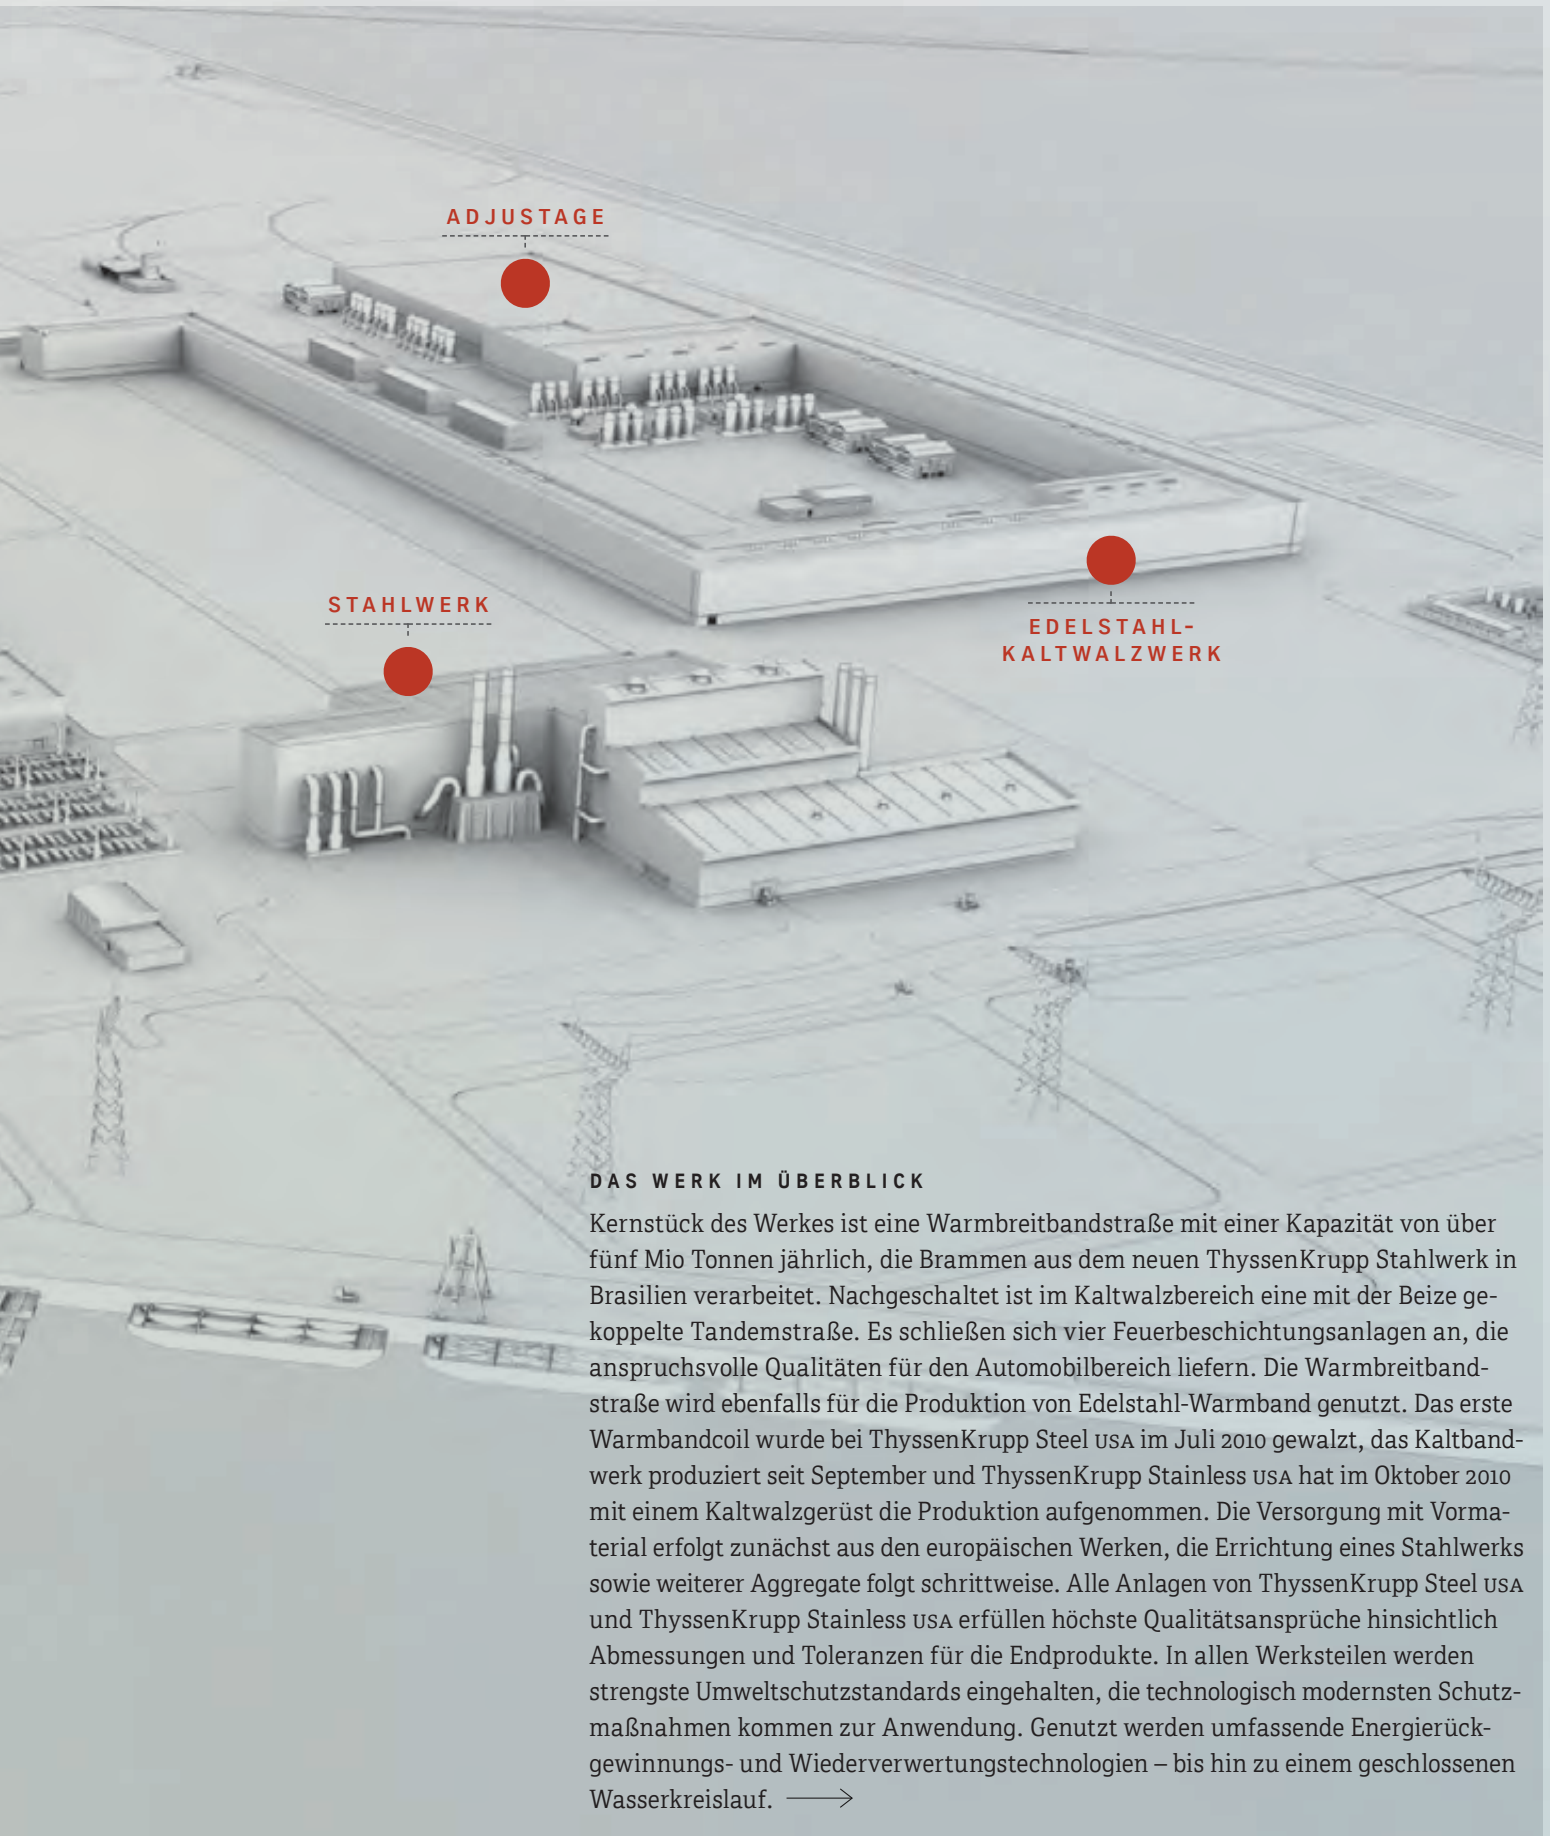 ADJUSTAGE
STAHLWERK
EDELSTAHL-
KALTWALZWERK
DAS WERK IM ÜBERBLICK
Kernstück des Werkes ist eine Warmbreitbandstraße mit einer Kapazität von über
fünf Mio Tonnen jährlich, die Brammen aus dem neuen ThyssenKrupp Stahlwerk in
Brasilien verarbeitet. Nachgeschaltet ist im Kaltwalzbereich eine mit der Beize ge-
koppelte Tandemstraße. Es schließen sich vier Feuerbeschichtungsanlagen an, die
anspruchsvolle Qualitäten für den Automobilbereich liefern. Die Warmbreitband-
straße wird ebenfalls für die Produktion von Edelstahl-Warmband genutzt. Das erste
Warmbandcoil wurde bei ThyssenKrupp Steel USA im Juli 2010 gewalzt, das Kaltband-
werk produziert seit September und ThyssenKrupp Stainless USA hat im Oktober 2010
mit einem Kaltwalzgerüst die Produktion aufgenommen. Die Versorgung mit Vorma-
terial erfolgt zunächst aus den europäischen Werken, die Errichtung eines Stahlwerks
sowie weiterer Aggregate folgt schrittweise. Alle Anlagen von ThyssenKrupp Steel USA
und ThyssenKrupp Stainless USA erfüllen höchste Qualitätsansprüche hinsichtlich
Abmessungen und Toleranzen für die Endprodukte. In allen Werksteilen werden
strengste Umweltschutzstandards eingehalten, die technologisch modernsten Schutz-
maßnahmen kommen zur Anwendung. Genutzt werden umfassende Energierück-
gewinnungs- und Wiederverwertungstechnologien – bis hin zu einem geschlossenen
Wasserkreislauf. →